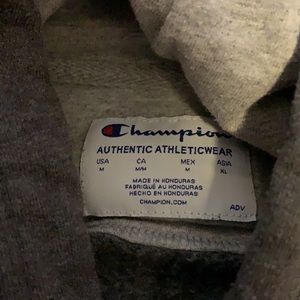 Champion
AUTHENTIC ATHLETICWEAR
USA CA MEX ASIA
M M/M M XL
MADE IN HONDURAS
FABRIQUÉ AU HONDURAS
HECHO EN HONDURAS
CHAMPION.COM
ADV